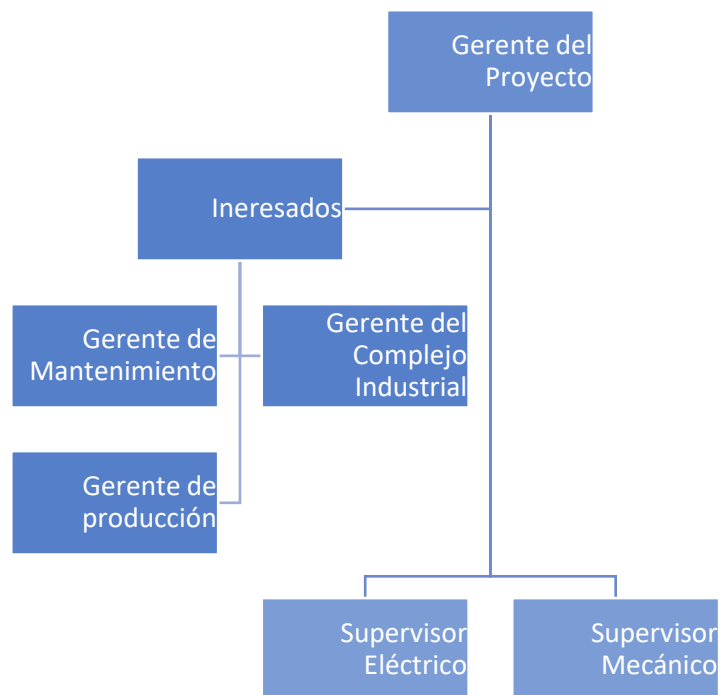 Gerente del
Proyecto
Ineresados
Gerente de
Mantenimiento
Gerente del
Complejo
Industrial
Gerente de
producción
Supervisor
Eléctrico
Supervisor
Mecánico